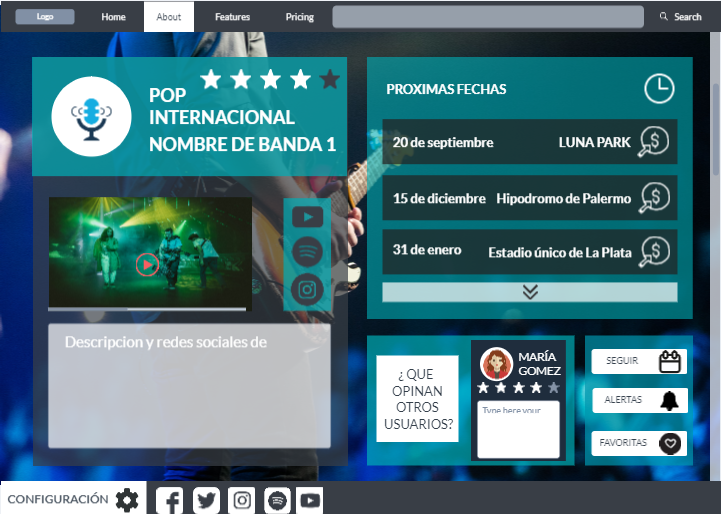 Logo
Home
About
Features
Pricing
Search
POP
INTERNACIONAL
NOMBRE DE BANDA 1
PROXIMAS FECHAS
20 de septiembre LUNA PARK
15 de diciembre Hipodromo de Palermo
31 de enero Estadio único de La Plata
Descripcion y redes sociales de
¿ QUE
OPINAN
OTROS
USUARIOS?
MARÍA
GOMEZ
Type here your
SEGUIR
ALERTAS
FAVORITAS
CONFIGURACIÓN